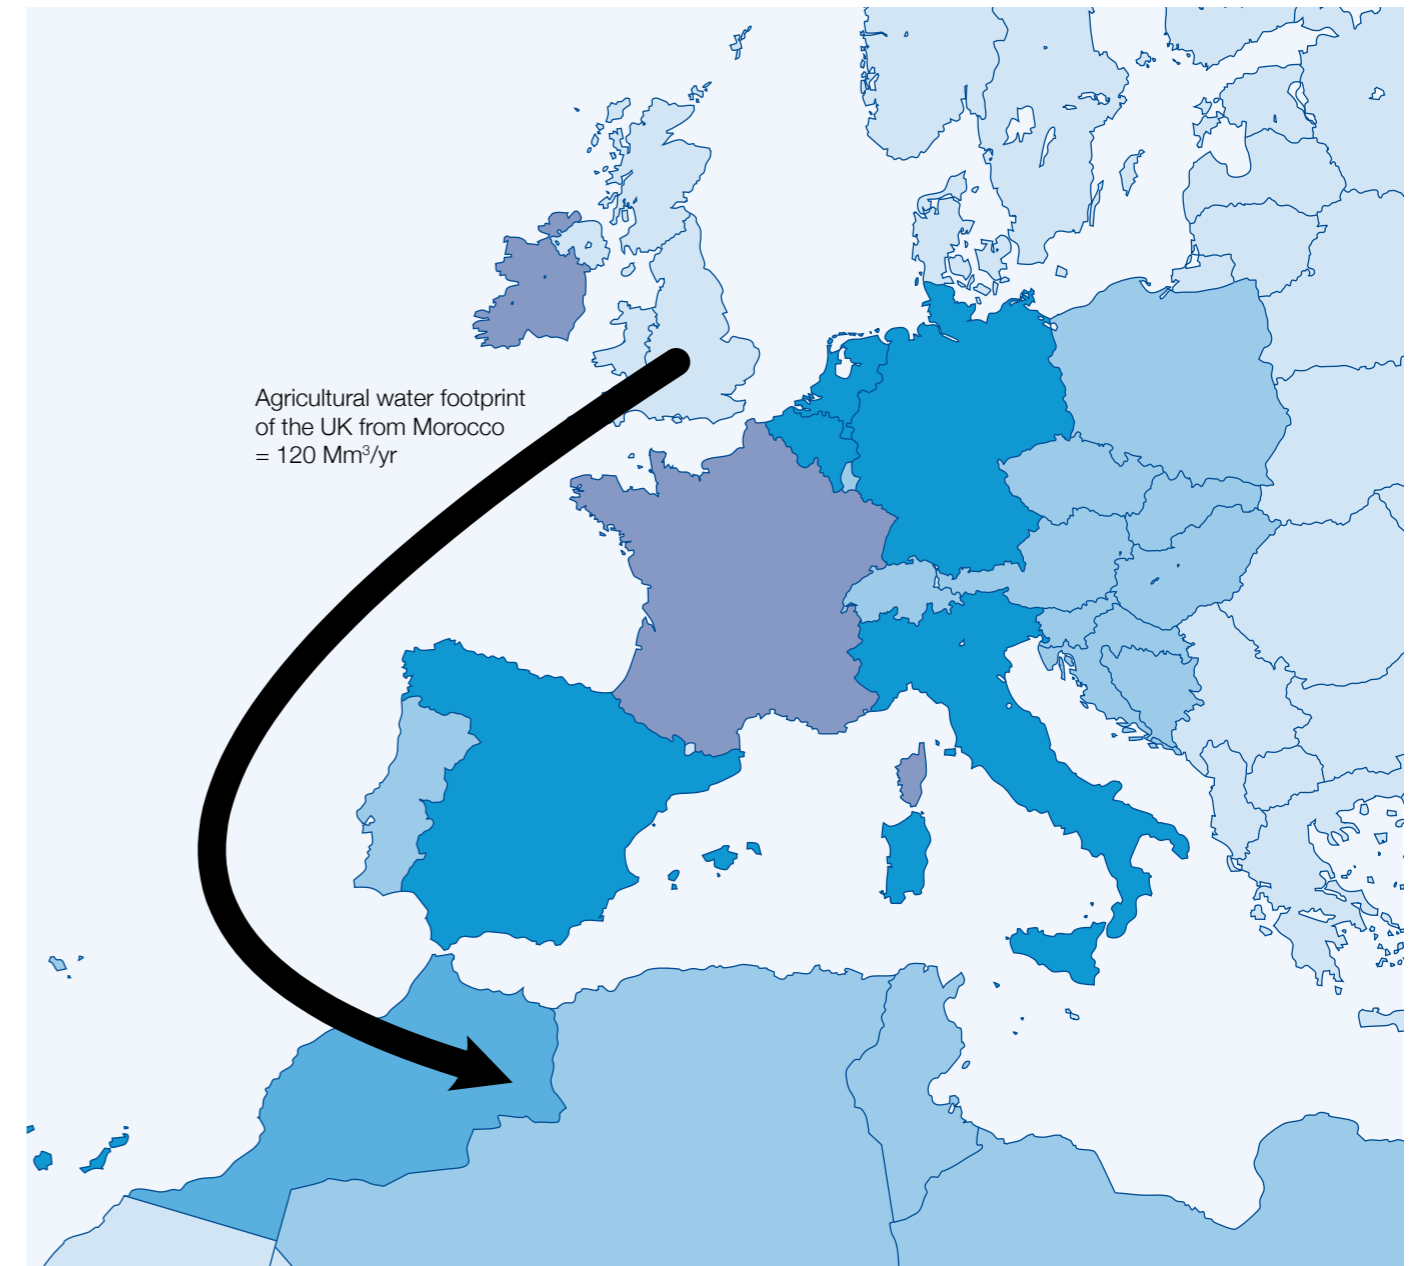 Agricultural water footprint
of the UK from Morocco
= 120 Mm³/yr